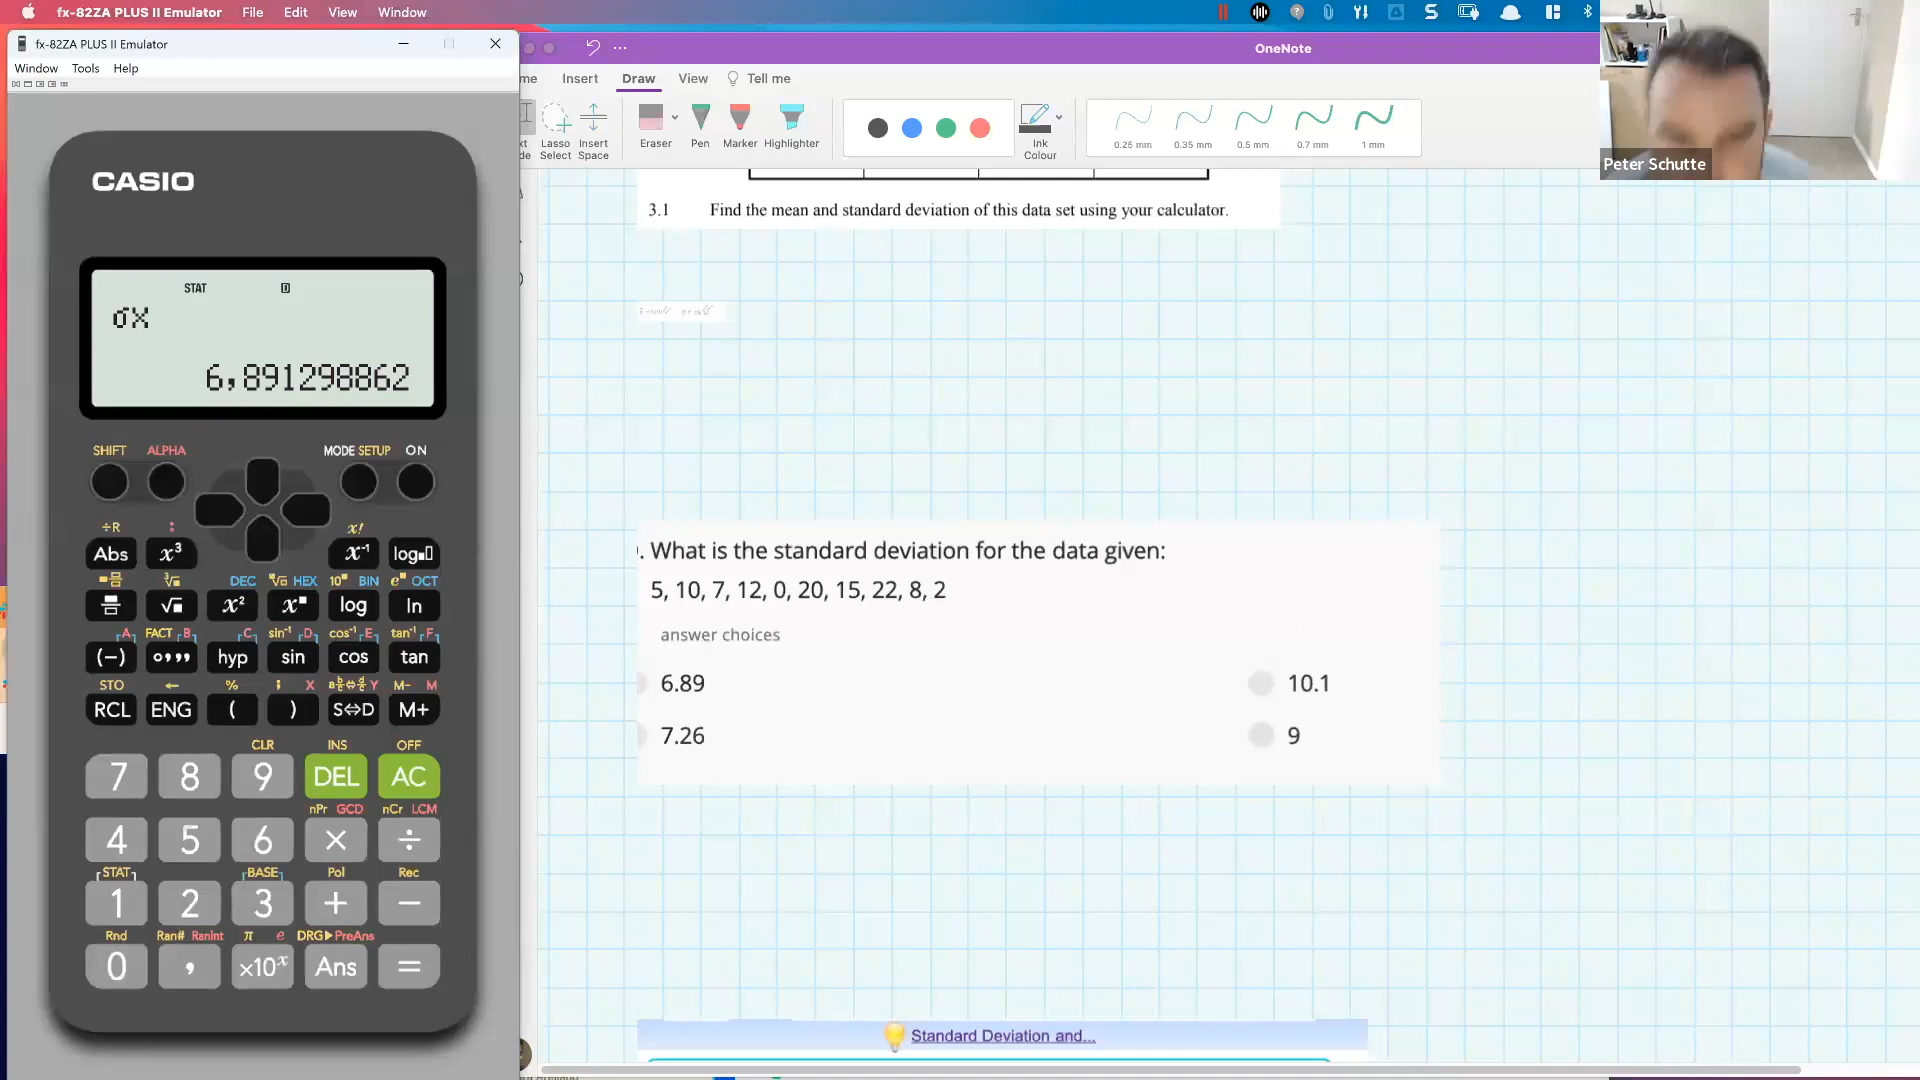 fx-82ZA PLUS II Emulator File Edit View Window
fx-82ZA PLUS II Emulator
Window Tools Help
CASIO
STAT D
σx
6,891298862
SHIFT ALPHA MODE SETUP ON
÷R : x!
Abs x³ x⁻¹ log
DEC HEX BIN OCT
x² log ln
A FACT B C sin⁻¹ D cos⁻¹ E tan⁻¹ F
(−) °,,, hyp sin cos tan
STO ← % ; X Y M- M
RCL ENG ( ) S⇔D M+
CLR INS OFF
7 8 9 DEL AC
nPr GCD nCr LCM
4 5 6 × ÷
STAT BASE Pol Rec
1 2 3 + −
Rnd Ran# RanInt π e DRG▶ PreAns
0 , ×10ˣ Ans =
OneNote
me Insert Draw View Tell me
Lasso Select Insert Space Eraser Pen Marker Highlighter Ink Colour 0.25 mm 0.35 mm 0.5 mm 0.7 mm 1 mm
Peter Schutte
3.1 Find the mean and standard deviation of this data set using your calculator.
. What is the standard deviation for the data given:
5, 10, 7, 12, 0, 20, 15, 22, 8, 2
answer choices
6.89 10.1
7.26 9
Standard Deviation and...